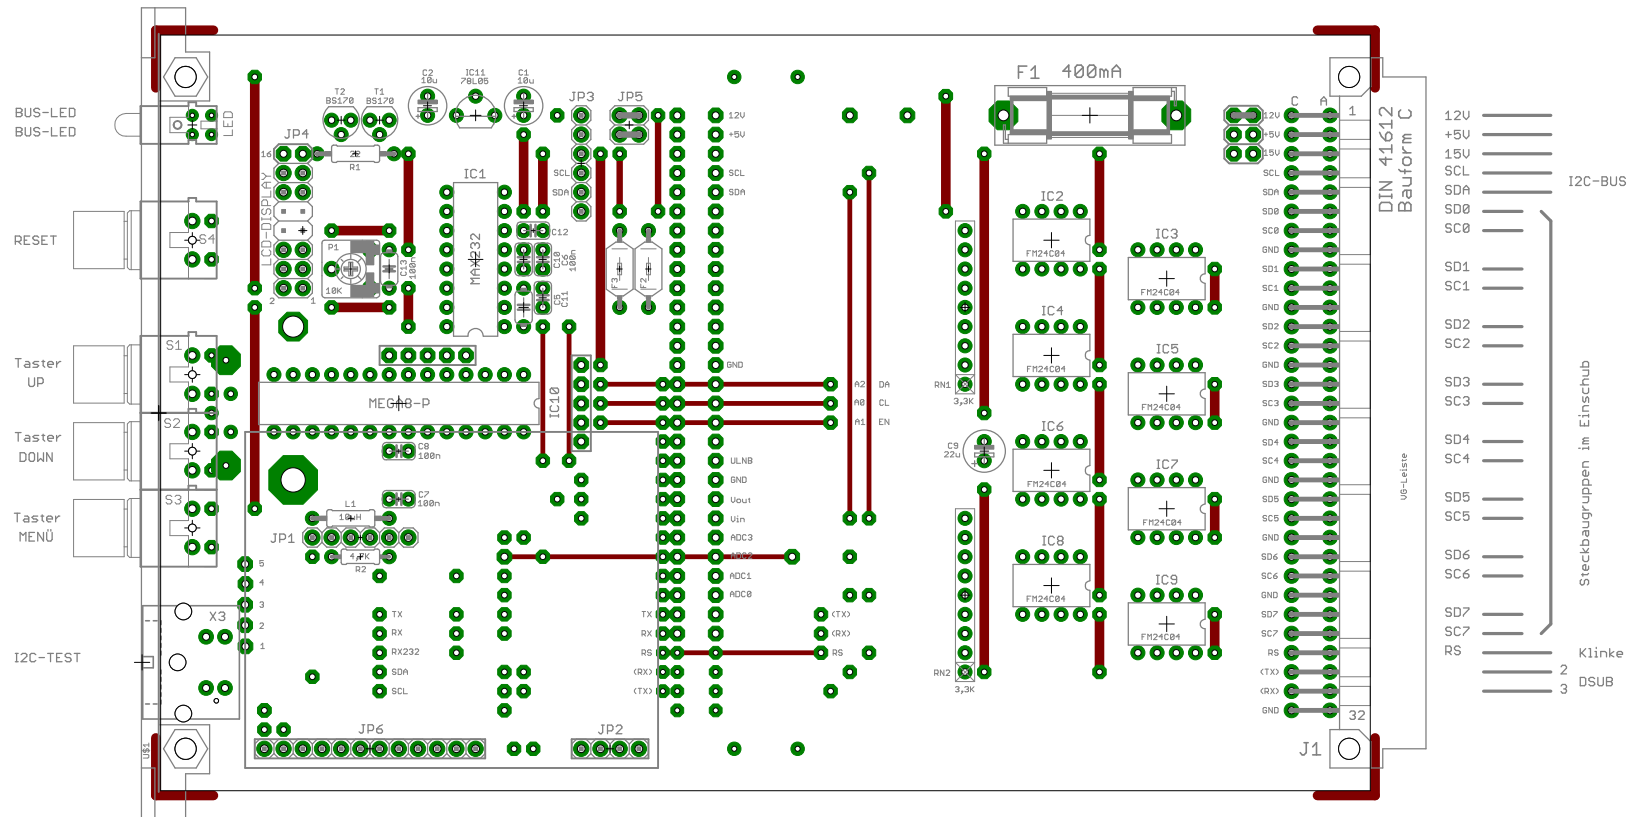 BUS-LED
BUS-LED
LED
RESET
S4
Taster
UP
S1
Taster
DOWN
S2
Taster
MENÜ
S3
I2C-TEST
X3
5
4
3
2
1
U$1
T2
BS170
T1
BS170
C2
10u
IC11
78L05
C1
10u
JP4
16
R1
LCD-DISPLAY
2
1
P1
10K
C13
100n
IC1
MAX232
JP3
SCL
SDA
JP5
C12
C10
C6
100n
C5
C11
F3
F2
MEGA8-P
IC10
C8
100n
C7
100n
L1
10uH
JP1
4,7K
R2
TX
RX
RX232
SDA
SCL
JP6
JP2
12V
+5V
SCL
SDA
GND
A2
DA
A0
CL
A1
EN
ULNB
GND
Vout
Vin
ADC3
ADC2
ADC1
ADC0
TX
RX
RS
(RX)
(TX)
(TX)
(RX)
RS
F1 400mA
RN1
3,3K
C9
22u
RN2
3,3K
IC2
FM24C04
IC3
FM24C04
IC4
FM24C04
IC5
FM24C04
IC6
FM24C04
IC7
FM24C04
IC8
FM24C04
IC9
FM24C04
C
A
12V
+5V
15V
SCL
SDA
SD0
SC0
GND
SD1
SC1
GND
SD2
SC2
GND
SD3
SC3
GND
SD4
SC4
GND
SD5
SC5
GND
SD6
SC6
GND
SD7
SC7
RS
(TX)
(RX)
GND
1
32
J1
DIN 41612
Bauform C
VG-Leiste
12V
+5V
15V
SCL
SDA
SD0
SC0
SD1
SC1
SD2
SC2
SD3
SC3
SD4
SC4
SD5
SC5
SD6
SC6
SD7
SC7
RS
I2C-BUS
Steckbaugruppen im Einschub
Klinke
2
DSUB
3